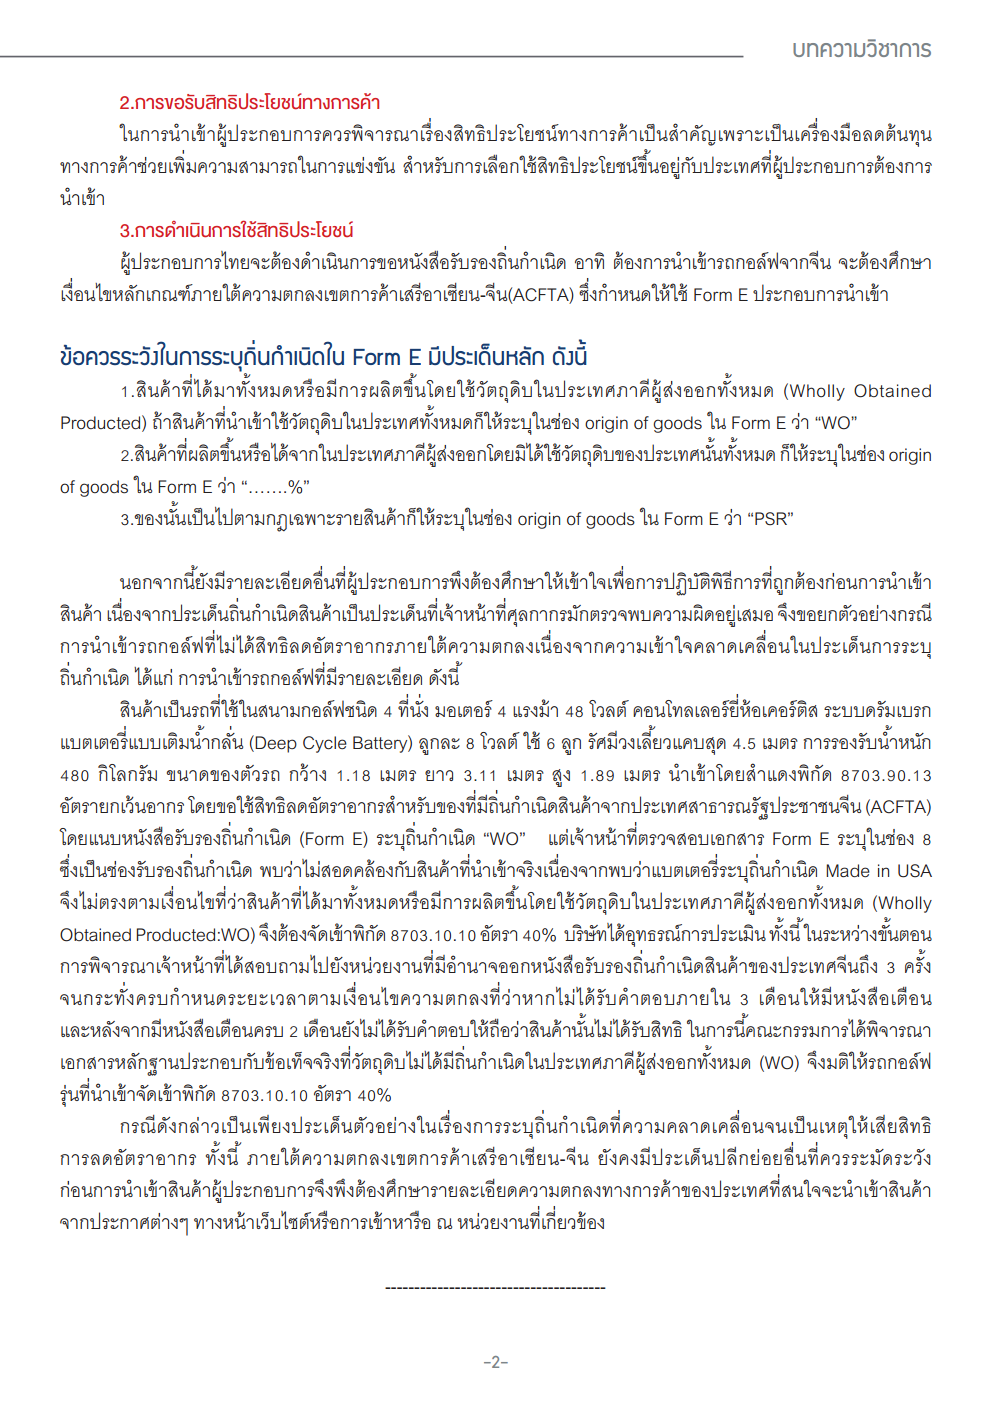 บทความวิชาการ
2.การขอรับสิทธิประโยชน์ทางการค้า
ในการนำเข้าผู้ประกอบการควรพิจารณาเรื่องสิทธิประโยชน์ทางการค้าเป็นสำคัญเพราะเป็นเครื่องมือลดต้นทุน
ทางการค้าช่วยเพิ่มความสามารถในการแข่งขัน สำหรับการเลือกใช้สิทธิประโยชน์ขึ้นอยู่กับประเทศที่ผู้ประกอบการต้องการ
นำเข้า
3.การดำเนินการใช้สิทธิประโยชน์
ผู้ประกอบการไทยจะต้องดำเนินการขอหนังสือรับรองถิ่นกำเนิด อาทิ ต้องการนำเข้ารถกอล์ฟจากจีน จะต้องศึกษา
เงื่อนไขหลักเกณฑ์ภายใต้ความตกลงเขตการค้าเสรีอาเซียน-จีน(ACFTA) ซึ่งกำหนดให้ใช้ Form E ประกอบการนำเข้า
ข้อควรระวังในการระบุถิ่นกำเนิดใน Form E มีประเด็นหลัก ดังนี้
1.สินค้าที่ได้มาทั้งหมดหรือมีการผลิตขึ้นโดยใช้วัตถุดิบในประเทศภาคีผู้ส่งออกทั้งหมด (Wholly Obtained
Producted) ถ้าสินค้าที่นำเข้าใช้วัตถุดิบในประเทศทั้งหมดก็ให้ระบุในช่อง origin of goods ใน Form E ว่า “WO”
2.สินค้าที่ผลิตขึ้นหรือได้จากในประเทศภาคีผู้ส่งออกโดยมิได้ใช้วัตถุดิบของประเทศนั้นทั้งหมด ก็ให้ระบุในช่อง origin
of goods ใน Form E ว่า “.......%”
3.ของนั้นเป็นไปตามกฎเฉพาะรายสินค้าก็ให้ระบุในช่อง origin of goods ใน Form E ว่า “PSR”
นอกจากนี้ยังมีรายละเอียดอื่นที่ผู้ประกอบการพึงต้องศึกษาให้เข้าใจเพื่อการปฏิบัติพิธีการที่ถูกต้องก่อนการนำเข้า
สินค้า เนื่องจากประเด็นถิ่นกำเนิดสินค้าเป็นประเด็นที่เจ้าหน้าที่ศุลกากรมักตรวจพบความผิดอยู่เสมอ จึงขอยกตัวอย่างกรณี
การนำเข้ารถกอล์ฟที่ไม่ได้สิทธิลดอัตราอากรภายใต้ความตกลงเนื่องจากความเข้าใจคลาดเคลื่อนในประเด็นการระบุ
ถิ่นกำเนิด ได้แก่ การนำเข้ารถกอล์ฟที่มีรายละเอียด ดังนี้
สินค้าเป็นรถที่ใช้ในสนามกอล์ฟชนิด 4 ที่นั่ง มอเตอร์ 4 แรงม้า 48 โวลต์ คอนโทลเลอร์ยี่ห้อเคอร์ติส ระบบดรัมเบรก
แบตเตอรี่แบบเติมน้ำกลั่น (Deep Cycle Battery) ลูกละ 8 โวลต์ ใช้ 6 ลูก รัศมีวงเลี้ยวแคบสุด 4.5 เมตร การรองรับน้ำหนัก
480 กิโลกรัม ขนาดของตัวรถ กว้าง 1.18 เมตร ยาว 3.11 เมตร สูง 1.89 เมตร นำเข้าโดยสำแดงพิกัด 8703.90.13
อัตรายกเว้นอากร โดยขอใช้สิทธิลดอัตราอากรสำหรับของที่มีถิ่นกำเนิดสินค้าจากประเทศสาธารณรัฐประชาชนจีน (ACFTA)
โดยแนบหนังสือรับรองถิ่นกำเนิด (Form E) ระบุถิ่นกำเนิด “WO” แต่เจ้าหน้าที่ตรวจสอบเอกสาร Form E ระบุในช่อง 8
ซึ่งเป็นช่องรับรองถิ่นกำเนิด พบว่าไม่สอดคล้องกับสินค้าที่นำเข้าจริงเนื่องจากพบว่าแบตเตอรี่ระบุถิ่นกำเนิด Made in USA
จึงไม่ตรงตามเงื่อนไขที่ว่าสินค้าที่ได้มาทั้งหมดหรือมีการผลิตขึ้นโดยใช้วัตถุดิบในประเทศภาคีผู้ส่งออกทั้งหมด (Wholly
Obtained Producted:WO) จึงต้องจัดเข้าพิกัด 8703.10.10 อัตรา 40% บริษัทได้อุทธรณ์การประเมิน ทั้งนี้ ในระหว่างขั้นตอน
การพิจารณาเจ้าหน้าที่ได้สอบถามไปยังหน่วยงานที่มีอำนาจออกหนังสือรับรองถิ่นกำเนิดสินค้าของประเทศจีนถึง 3 ครั้ง
จนกระทั่งครบกำหนดระยะเวลาตามเงื่อนไขความตกลงที่ว่าหากไม่ได้รับคำตอบภายใน 3 เดือนให้มีหนังสือเตือน
และหลังจากมีหนังสือเตือนครบ 2 เดือนยังไม่ได้รับคำตอบให้ถือว่าสินค้านั้นไม่ได้รับสิทธิ ในการนี้คณะกรรมการได้พิจารณา
เอกสารหลักฐานประกอบกับข้อเท็จจริงที่วัตถุดิบไม่ได้มีถิ่นกำเนิดในประเทศภาคีผู้ส่งออกทั้งหมด (WO) จึงมติให้รถกอล์ฟ
รุ่นที่นำเข้าจัดเข้าพิกัด 8703.10.10 อัตรา 40%
กรณีดังกล่าวเป็นเพียงประเด็นตัวอย่างในเรื่องการระบุถิ่นกำเนิดที่ความคลาดเคลื่อนจนเป็นเหตุให้เสียสิทธิ
การลดอัตราอากร ทั้งนี้ ภายใต้ความตกลงเขตการค้าเสรีอาเซียน-จีน ยังคงมีประเด็นปลีกย่อยอื่นที่ควรระมัดระวัง
ก่อนการนำเข้าสินค้าผู้ประกอบการจึงพึงต้องศึกษารายละเอียดความตกลงทางการค้าของประเทศที่สนใจจะนำเข้าสินค้า
จากประกาศต่างๆ ทางหน้าเว็บไซต์หรือการเข้าหารือ ณ หน่วยงานที่เกี่ยวข้อง
--------------------------------------
-2-